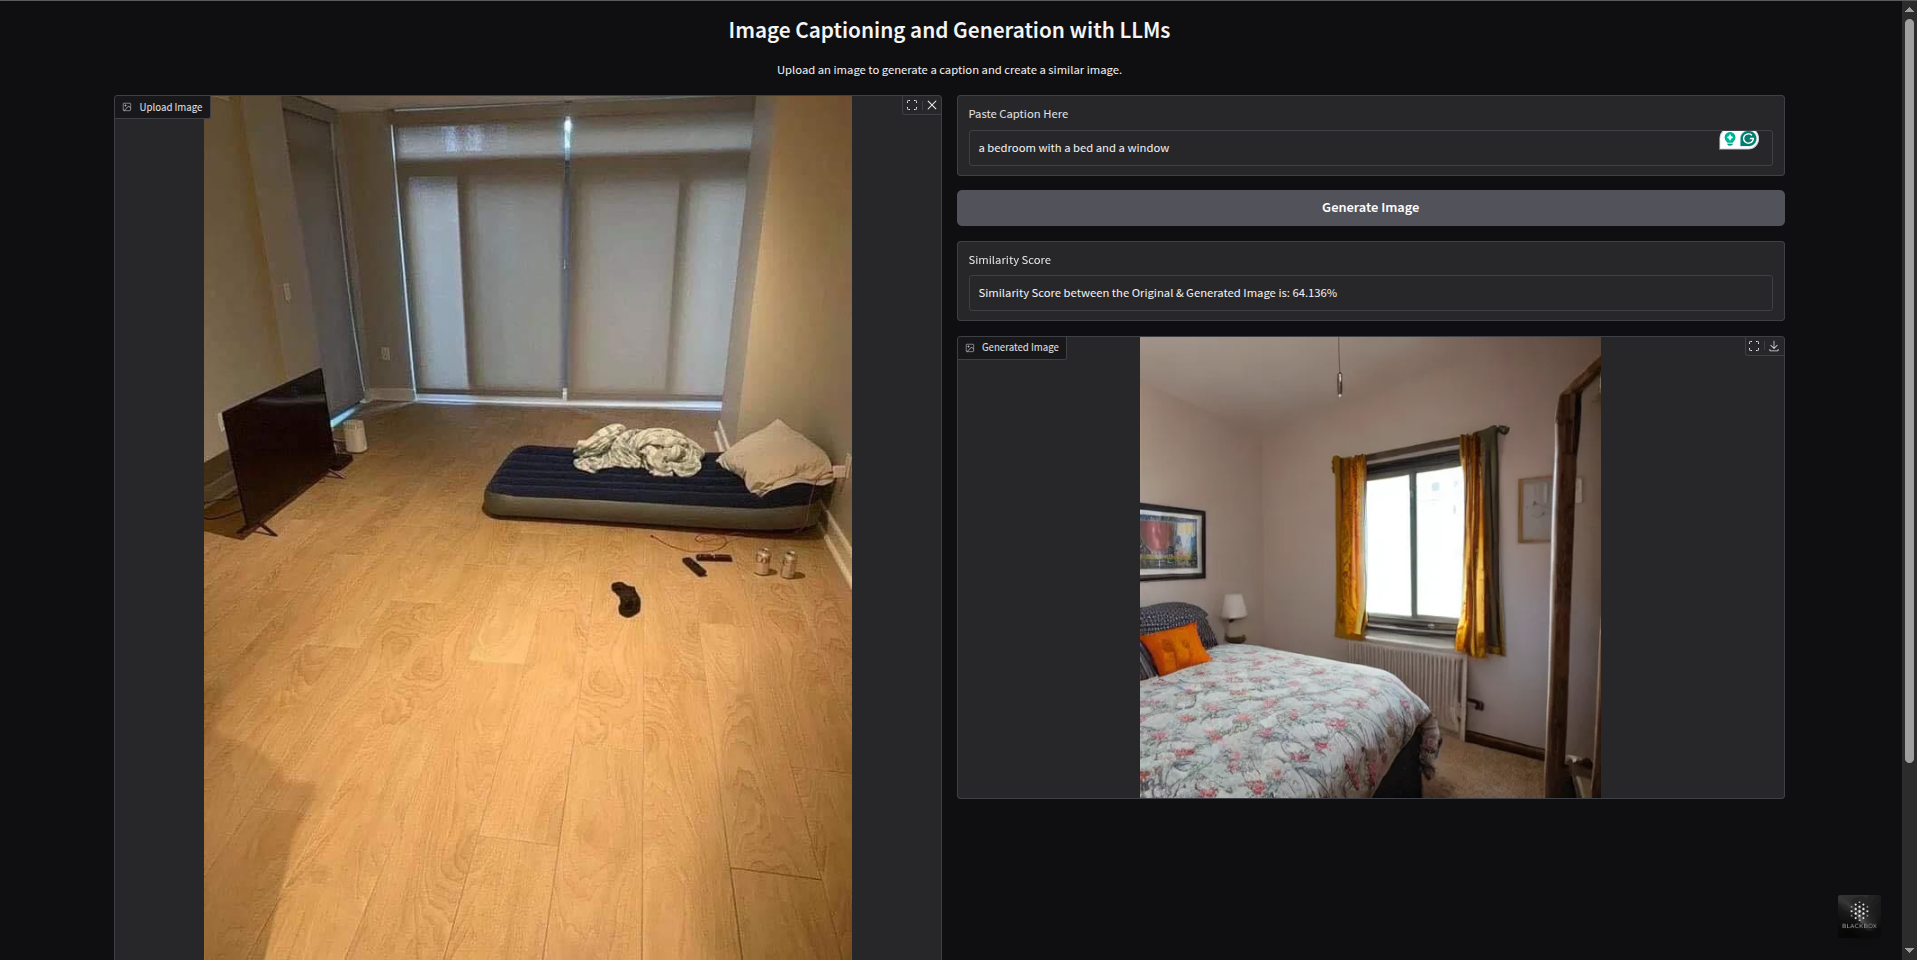 Image Captioning and Generation with LLMs
Upload an image to generate a caption and create a similar image.
Upload Image
Paste Caption Here
a bedroom with a bed and a window
Generate Image
Similarity Score
Similarity Score between the Original & Generated Image is: 64.136%
Generated Image
BLACKBOX